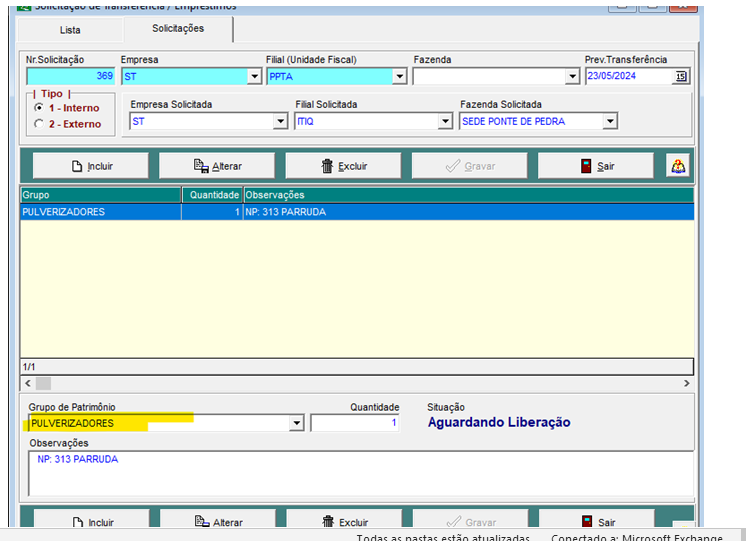 Solicitação de Transferência / Empréstimos
Lista Solicitações
Nr.Solicitação Empresa Filial (Unidade Fiscal) Fazenda Prev.Transferência
369 ST PPTA 23/05/2024 15
Tipo
1 - Interno
2 - Externo
Empresa Solicitada Filial Solicitada Fazenda Solicitada
ST ITIQ SEDE PONTE DE PEDRA
Incluir Alterar Excluir Gravar Sair
Grupo Quantidade Observações
PULVERIZADORES 1 NP: 313 PARRUDA
1/1
Grupo de Patrimônio Quantidade Situação
PULVERIZADORES 1 Aguardando Liberação
Observações
NP: 313 PARRUDA
Incluir Alterar Excluir Gravar Sair
Todas as pastas estão atualizadas. Conectado a: Microsoft Exchange